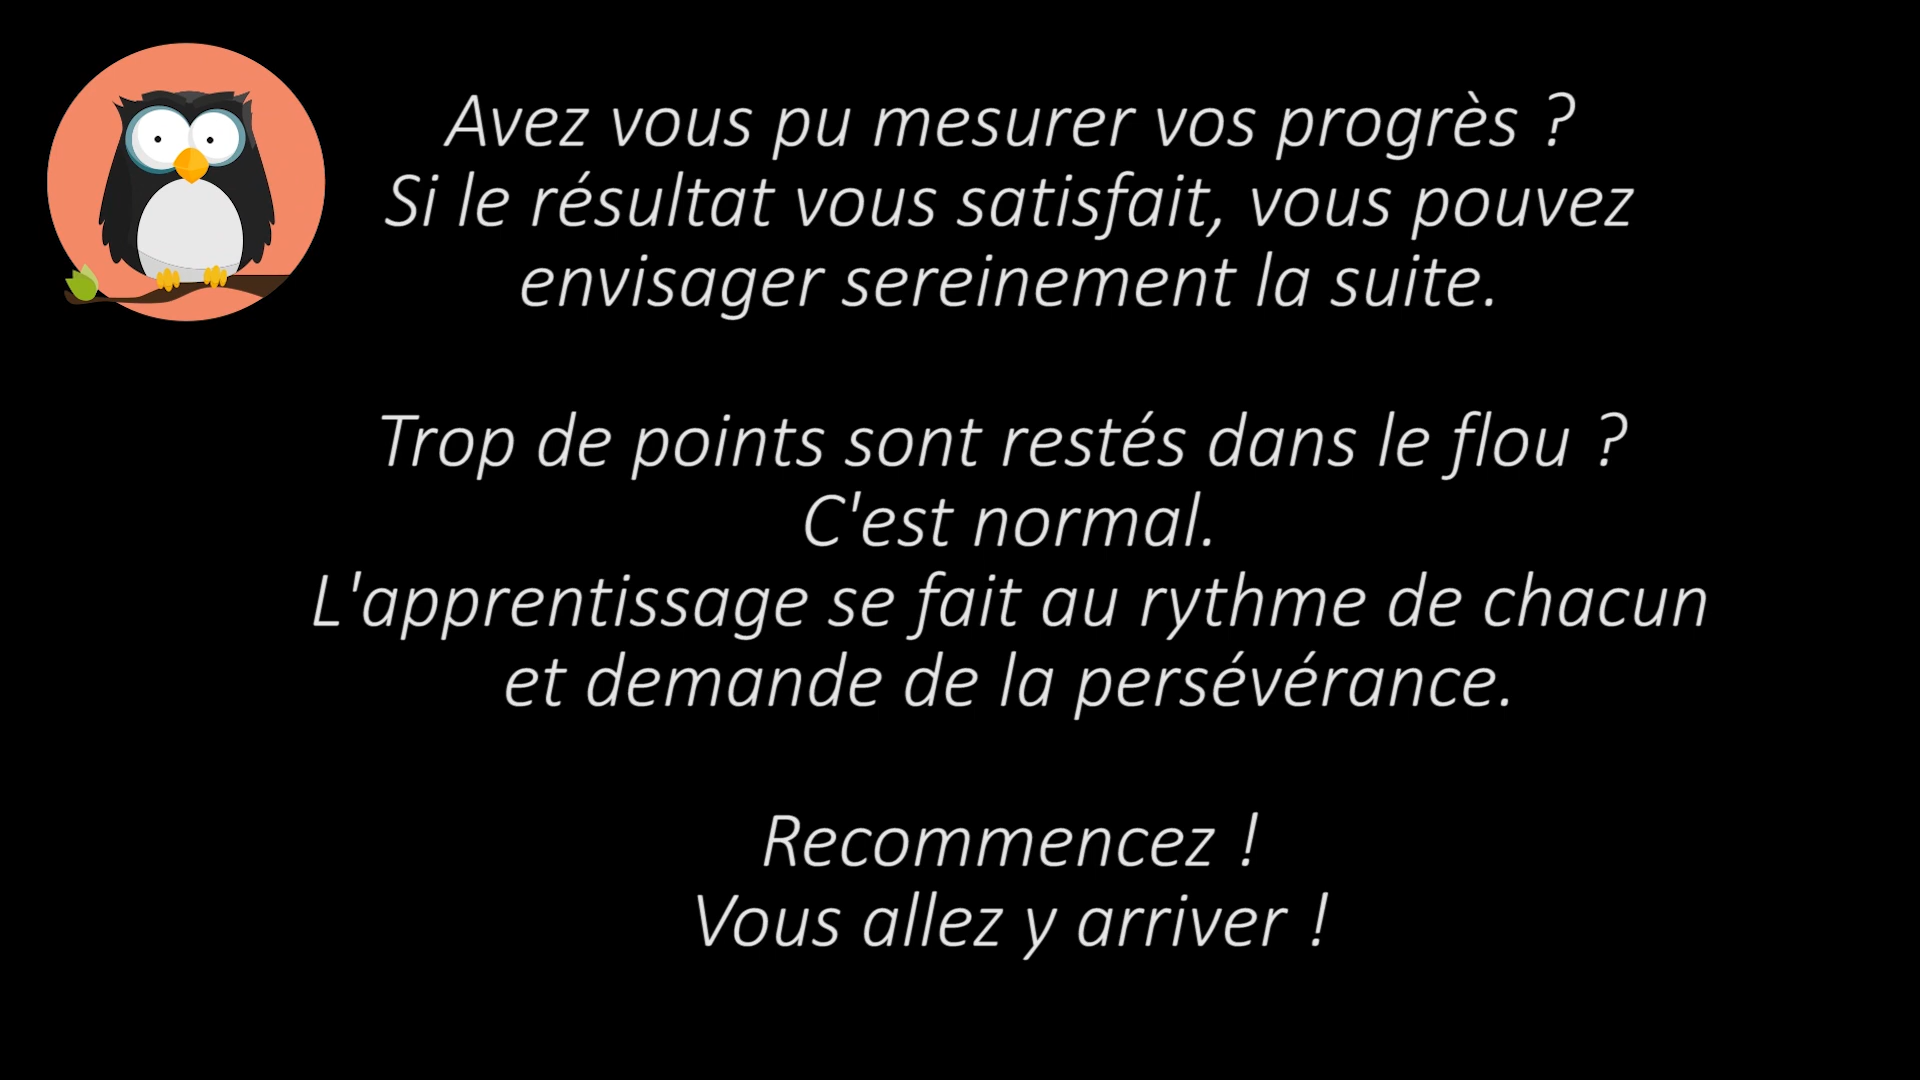 Avez vous pu mesurer vos progrès ?
Si le résultat vous satisfait, vous pouvez
envisager sereinement la suite.
Trop de points sont restés dans le flou ?
C'est normal.
L'apprentissage se fait au rythme de chacun
et demande de la persévérance.
Recommencez !
Vous allez y arriver !